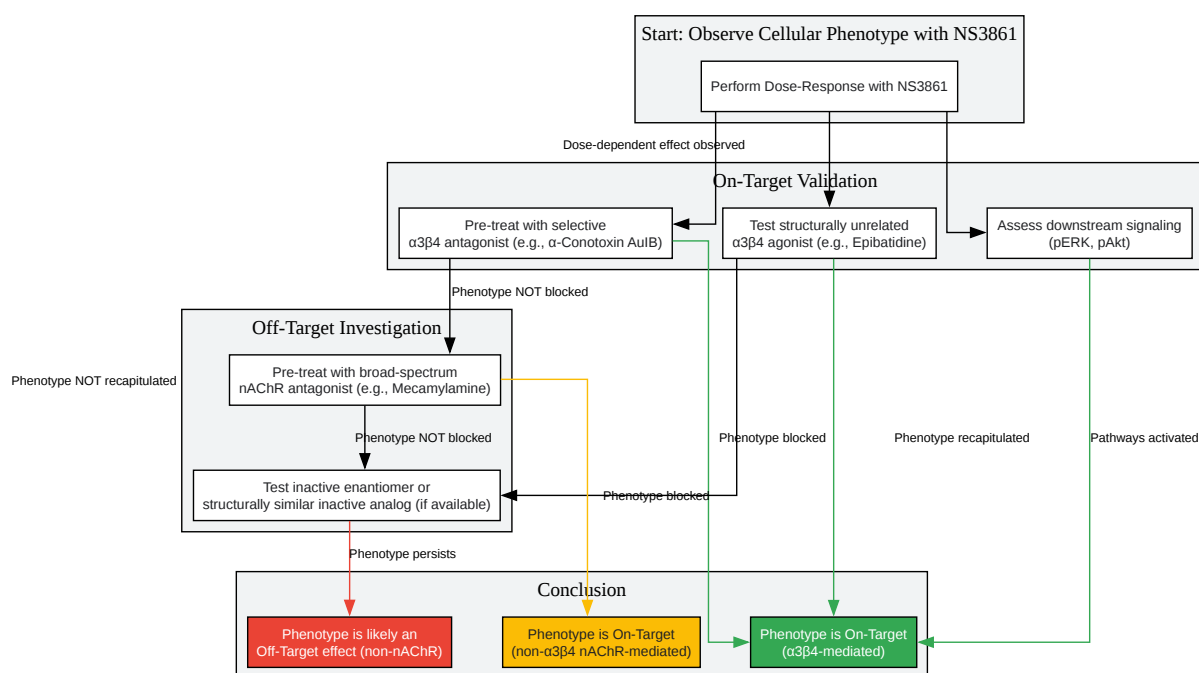 Start: Observe Cellular Phenotype with NS3861
Perform Dose-Response with NS3861
Dose-dependent effect observed
On-Target Validation
Pre-treat with selective
α3β4 antagonist (e.g., α-Conotoxin AuIB)
Test structurally unrelated
α3β4 agonist (e.g., Epibatidine)
Assess downstream signaling
(pERK, pAkt)
Phenotype NOT blocked
Off-Target Investigation
Pre-treat with broad-spectrum
nAChR antagonist (e.g., Mecamylamine)
Phenotype NOT recapitulated
Phenotype NOT blocked
Phenotype blocked
Phenotype recapitulated
Pathways activated
Test inactive enantiomer or
structurally similar inactive analog (if available)
Phenotype blocked
Phenotype persists
Conclusion
Phenotype is likely an
Off-Target effect (non-nAChR)
Phenotype is On-Target
(non-α3β4 nAChR-mediated)
Phenotype is On-Target
(α3β4-mediated)